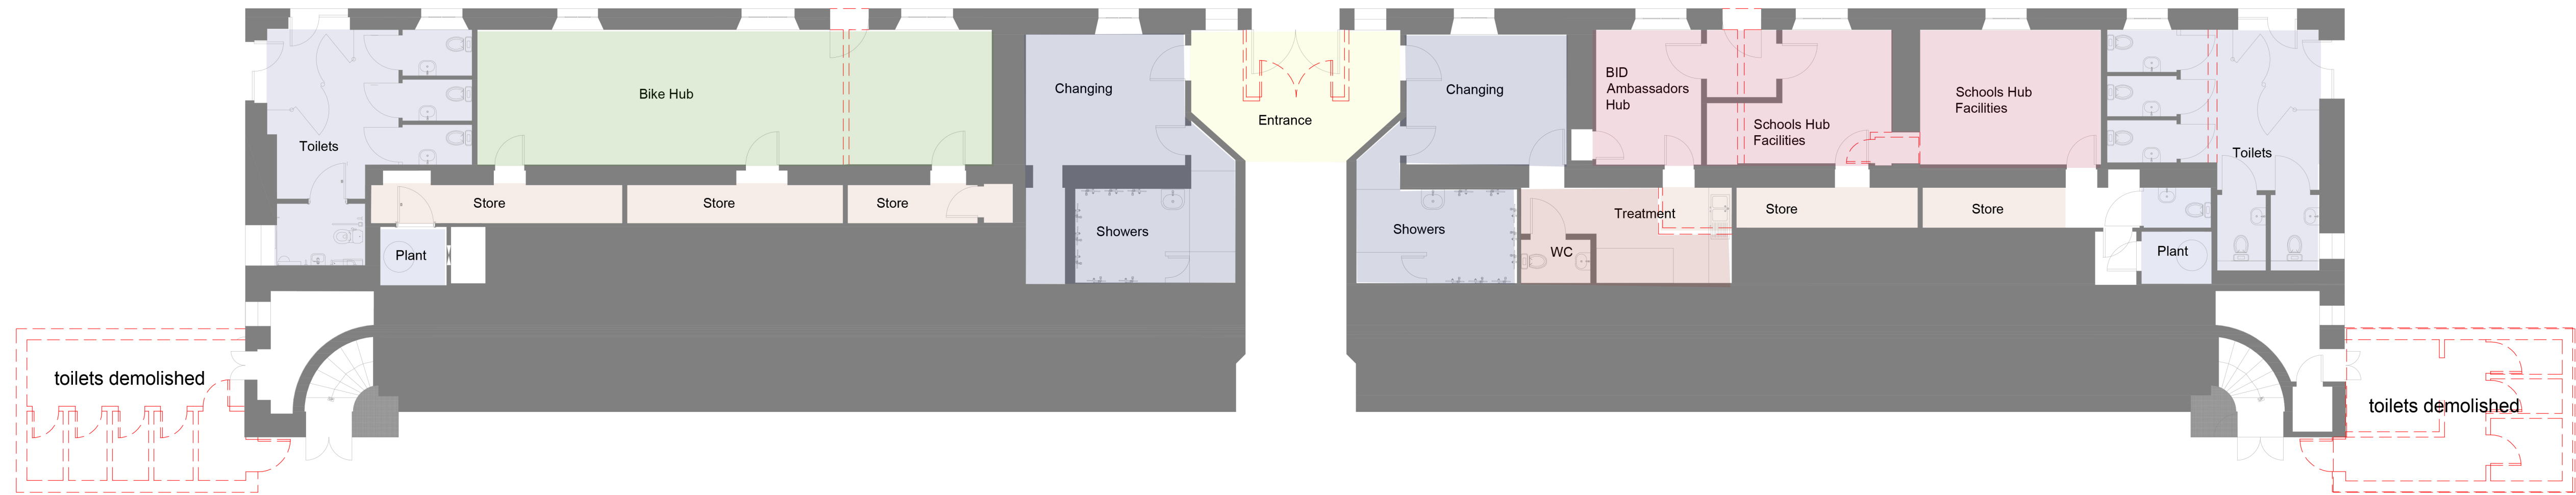 Toilets
Bike Hub
Changing
Entrance
Changing
BID
Ambassadors
Hub
Schools Hub
Facilities
Schools Hub
Facilities
Toilets
Store
Store
Store
Plant
Showers
Showers
WC
Treatment
Store
Store
Plant
toilets demolished
toilets demolished